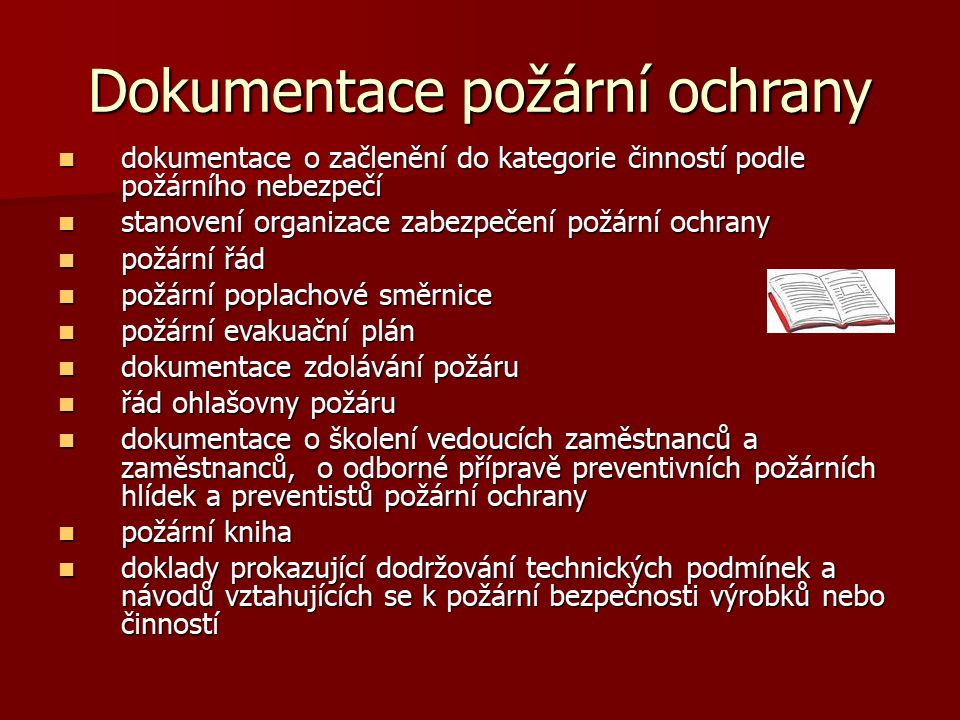 Dokumentace požární ochrany
dokumentace o začlenění do kategorie činností podle
požárního nebezpečí
stanovení organizace zabezpečení požární ochrany
požární řád
požární poplachové směrnice
požární evakuační plán
dokumentace zdolávání požáru
řád ohlašovny požáru
dokumentace o školení vedoucích zaměstnanců a
zaměstnanců, o odborné přípravě preventivních požárních
hlídek a preventistů požární ochrany
požární kniha
doklady prokazující dodržování technických podmínek a
návodů vztahujících se k požární bezpečnosti výrobků nebo
činností